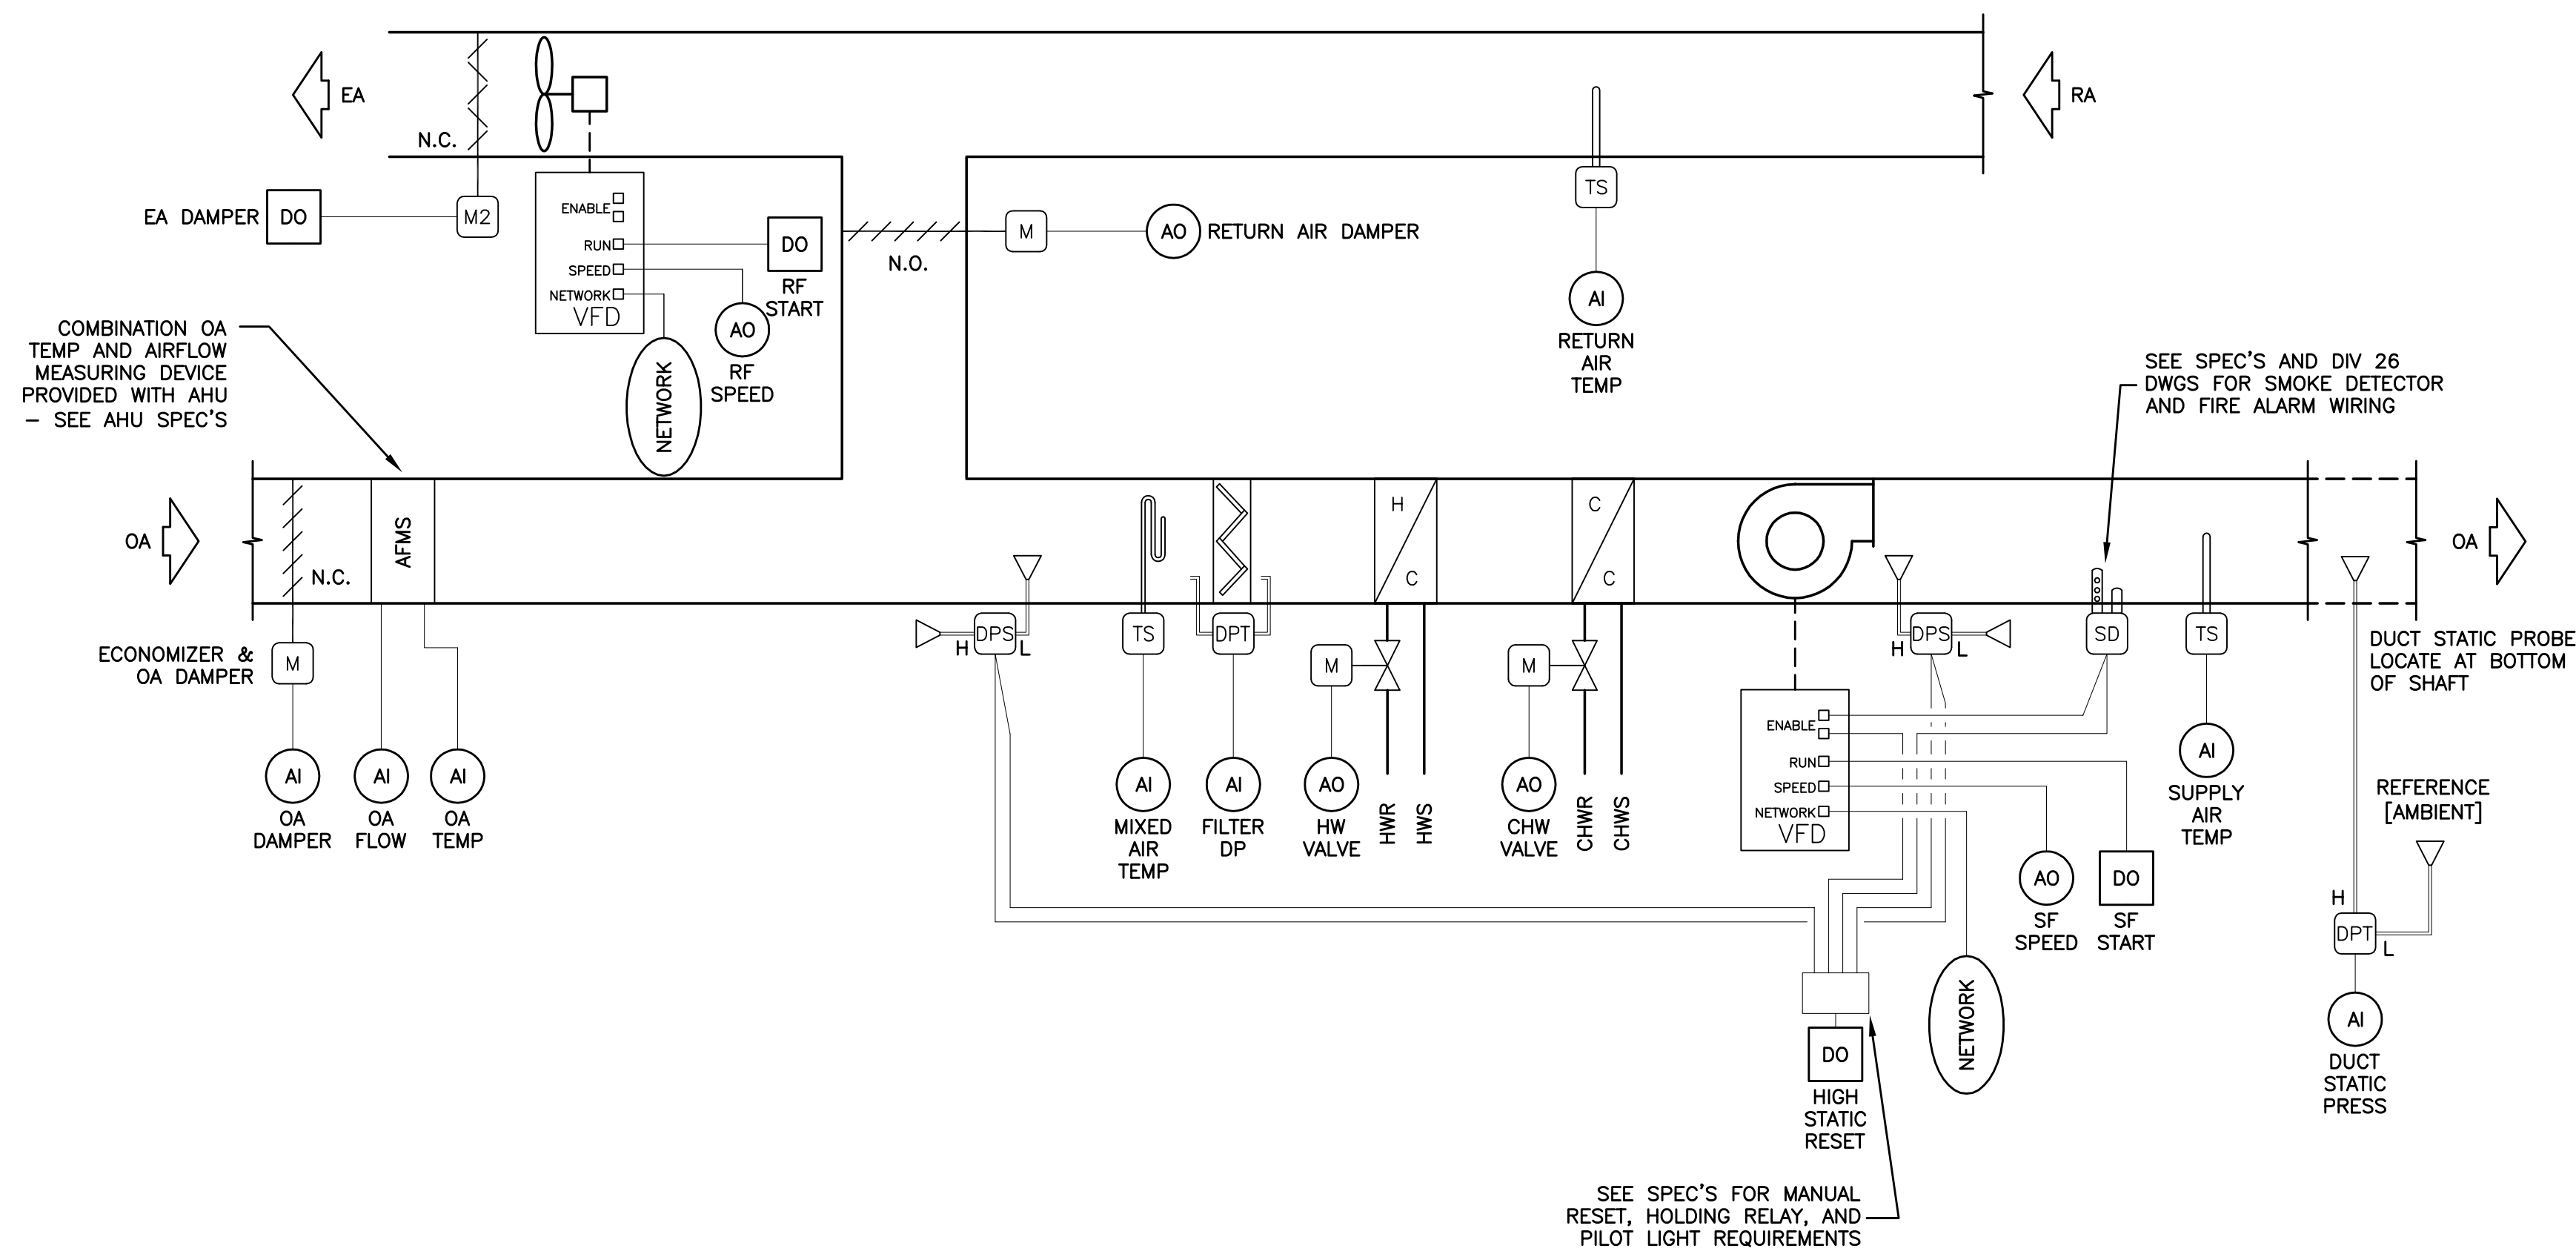 EA
RA
N.C.
EA DAMPER
DO
M2
ENABLE
RUN
SPEED
NETWORK
VFD
DO
RF
START
AO
RF
SPEED
NETWORK
N.O.
M
AO
RETURN AIR DAMPER
TS
AI
RETURN
AIR
TEMP
COMBINATION OA
TEMP AND AIRFLOW
MEASURING DEVICE
PROVIDED WITH AHU
– SEE AHU SPEC'S
SEE SPEC'S AND DIV 26
DWGS FOR SMOKE DETECTOR
AND FIRE ALARM WIRING
OA
N.C.
AFMS
H
C
C
C
OA
ECONOMIZER &
OA DAMPER
M
AI
OA
DAMPER
AI
OA
FLOW
AI
OA
TEMP
H
DPS
L
TS
AI
MIXED
AIR
TEMP
DPT
AI
FILTER
DP
M
AO
HW
VALVE
HWR
HWS
M
AO
CHW
VALVE
CHWR
CHWS
ENABLE
RUN
SPEED
NETWORK
VFD
H
DPS
L
SD
TS
AI
SUPPLY
AIR
TEMP
DUCT STATIC PROBE
LOCATE AT BOTTOM
OF SHAFT
REFERENCE
[AMBIENT]
AO
SF
SPEED
DO
SF
START
NETWORK
H
DPT
L
AI
DUCT
STATIC
PRESS
DO
HIGH
STATIC
RESET
SEE SPEC'S FOR MANUAL
RESET, HOLDING RELAY, AND
PILOT LIGHT REQUIREMENTS